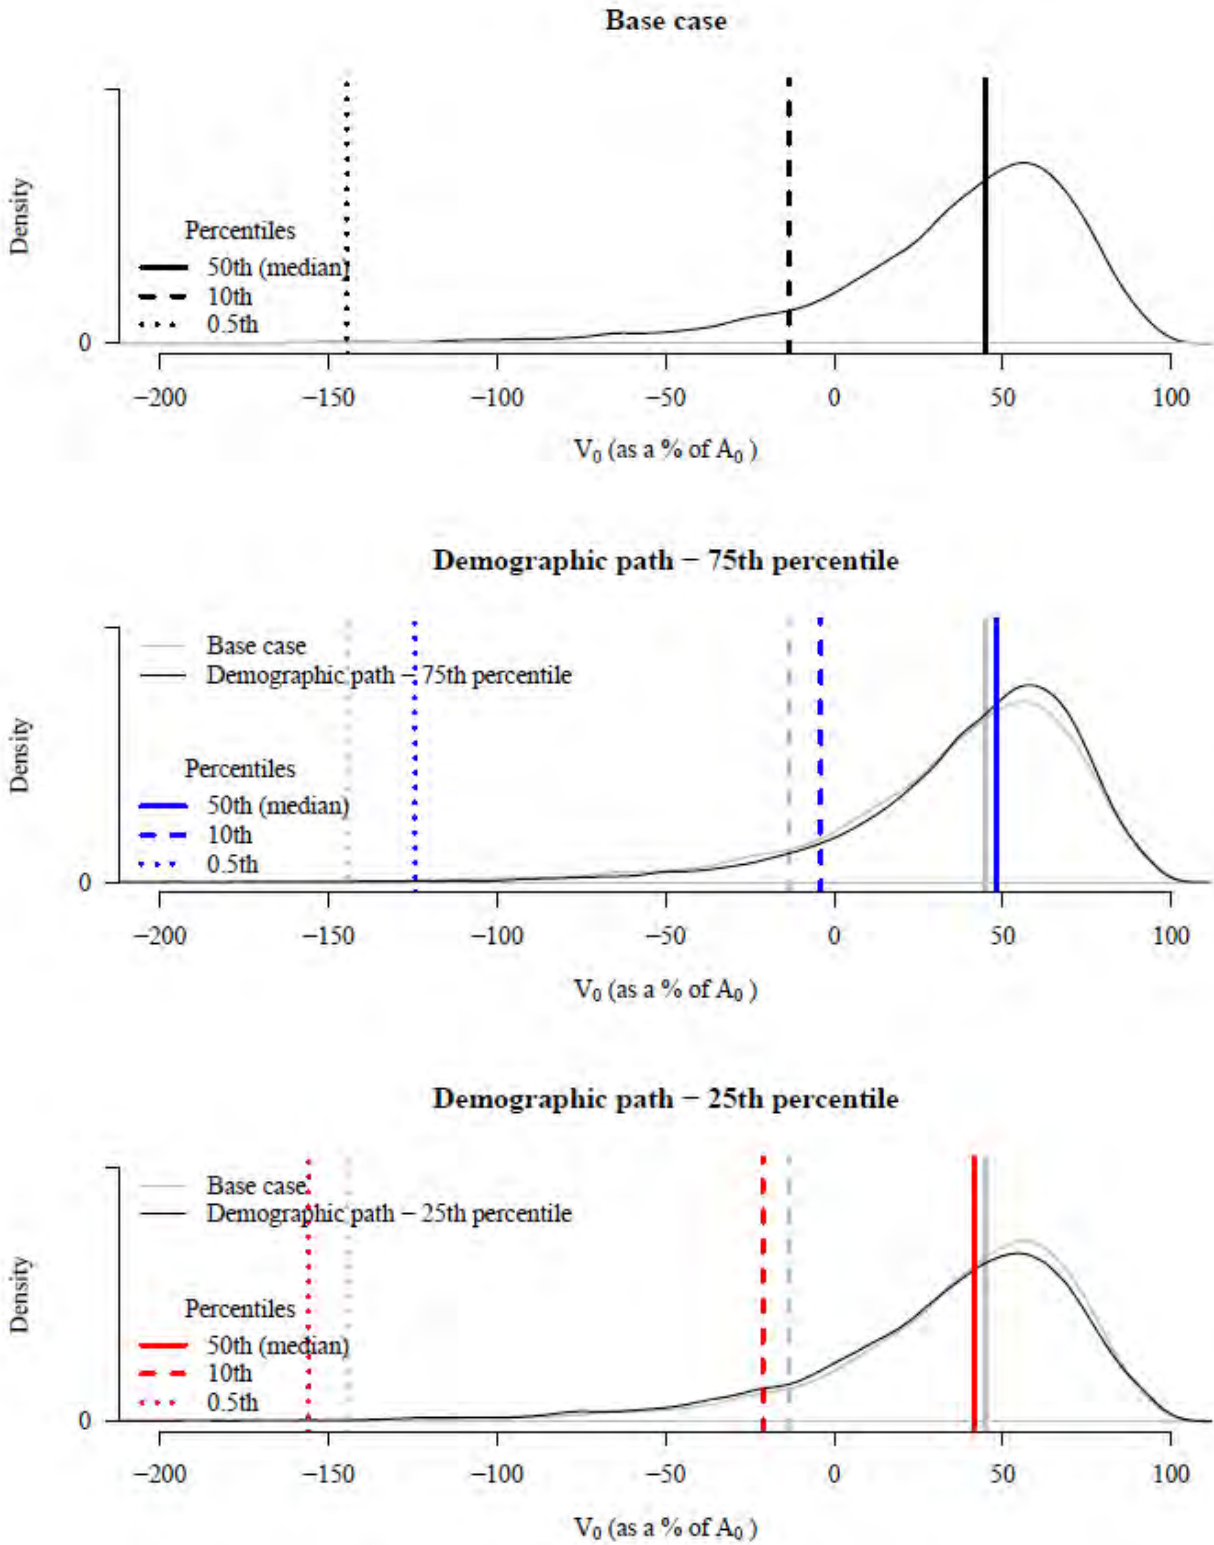 Base case
Density
Percentiles
50th (median)
10th
0.5th
0
−200 −150 −100 −50 0 50 100
V₀ (as a % of A₀ )
Demographic path − 75th percentile
Density
Base case
Demographic path − 75th percentile
Percentiles
50th (median)
10th
0.5th
0
−200 −150 −100 −50 0 50 100
V₀ (as a % of A₀ )
Demographic path − 25th percentile
Density
Base case
Demographic path − 25th percentile
Percentiles
50th (median)
10th
0.5th
0
−200 −150 −100 −50 0 50 100
V₀ (as a % of A₀ )